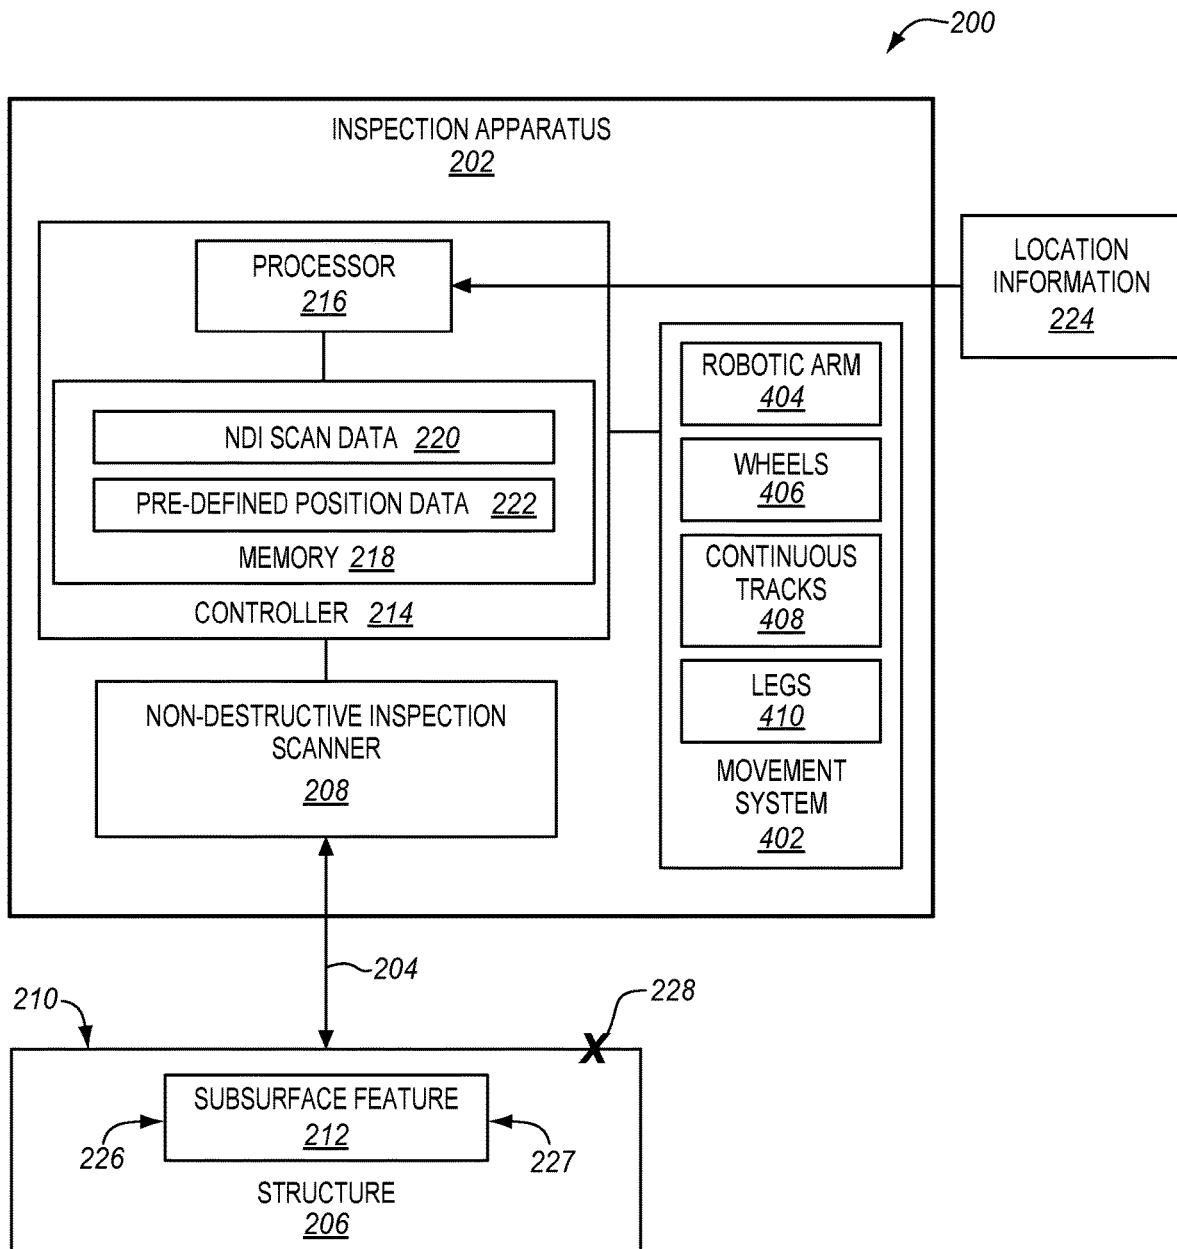 200
INSPECTION APPARATUS
202
PROCESSOR
216
LOCATION
INFORMATION
224
NDI SCAN DATA 220
PRE-DEFINED POSITION DATA 222
MEMORY 218
CONTROLLER 214
ROBOTIC ARM
404
WHEELS
406
CONTINUOUS
TRACKS
408
LEGS
410
MOVEMENT
SYSTEM
402
NON-DESTRUCTIVE INSPECTION
SCANNER
208
204
210
228
X
SUBSURFACE FEATURE
212
226
227
STRUCTURE
206